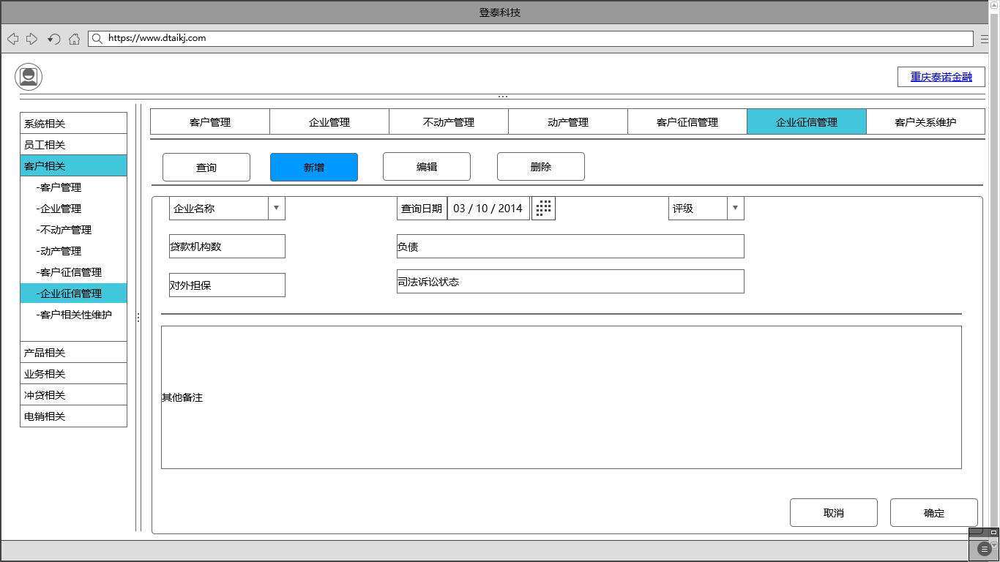 登泰科技
https://www.dtaikj.com
重庆泰诺金融
系统相关
员工相关
客户相关
-客户管理
-企业管理
-不动产管理
-动产管理
-客户征信管理
-企业征信管理
-客户相关性维护
产品相关
业务相关
冲贷相关
电销相关
客户管理 企业管理 不动产管理 动产管理 客户征信管理 企业征信管理 客户关系维护
查询 新增 编辑 删除
企业名称 查询日期 03 / 10 / 2014 评级
贷款机构数 负债
对外担保 司法诉讼状态
其他备注
取消 确定